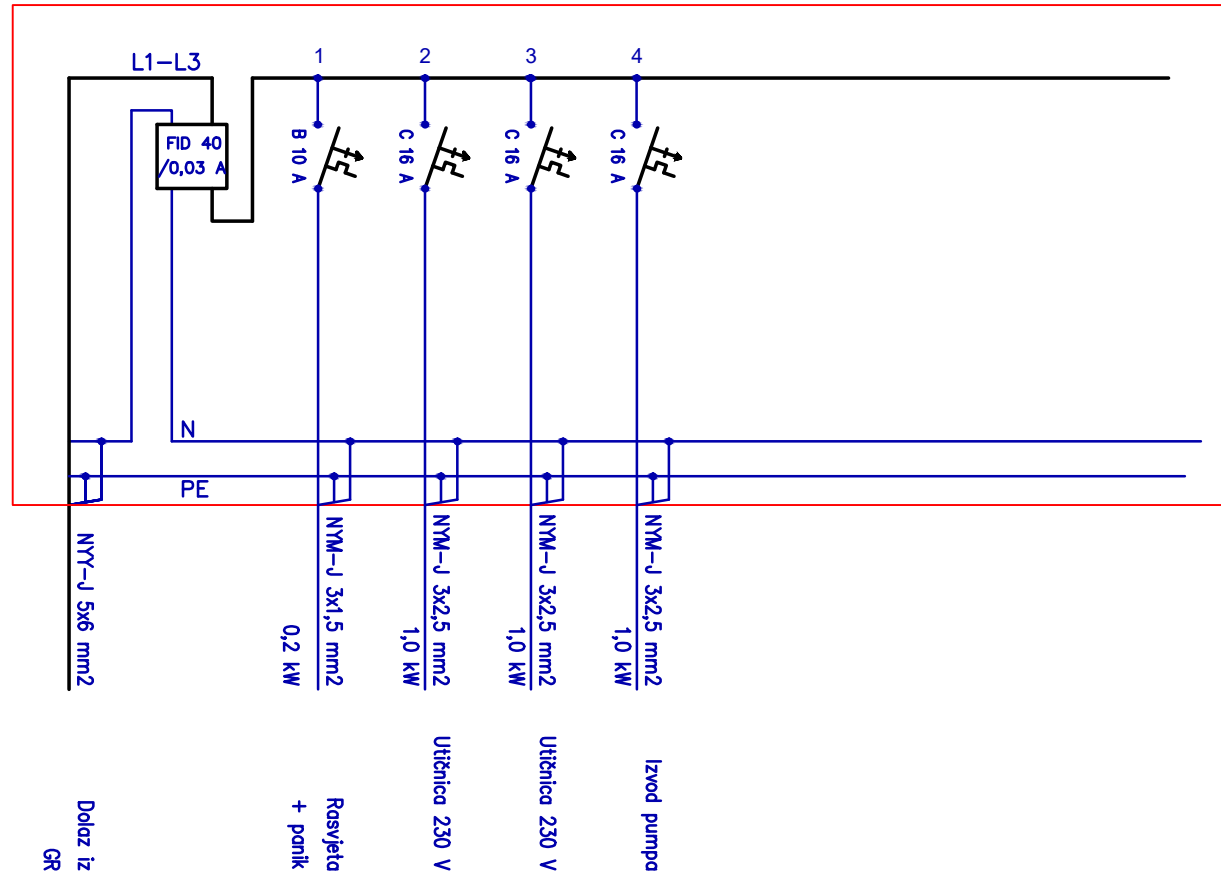 L1-L3
1
2
3
4
FID 40
/0,03 A
B 10 A
C 16 A
C 16 A
C 16 A
N
PE
NYY-J 5x6 mm2
NYM-J 3x1,5 mm2
0,2 kW
NYM-J 3x2,5 mm2
1,0 kW
NYM-J 3x2,5 mm2
1,0 kW
NYM-J 3x2,5 mm2
1,0 kW
Dolaz iz
GR
Rasvjeta
+ panik
Utičnica 230 V
Utičnica 230 V
Izvod pumpa